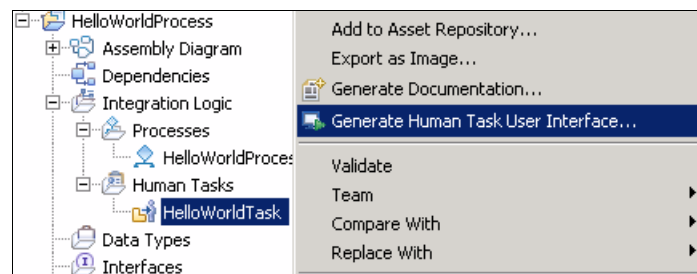 HelloWorldProcess
Assembly Diagram
Dependencies
Integration Logic
Processes
HelloWorldProces
Human Tasks
HelloWorldTask
Data Types
Interfaces
Add to Asset Repository...
Export as Image...
Generate Documentation...
Generate Human Task User Interface...
Validate
Team
Compare With
Replace With